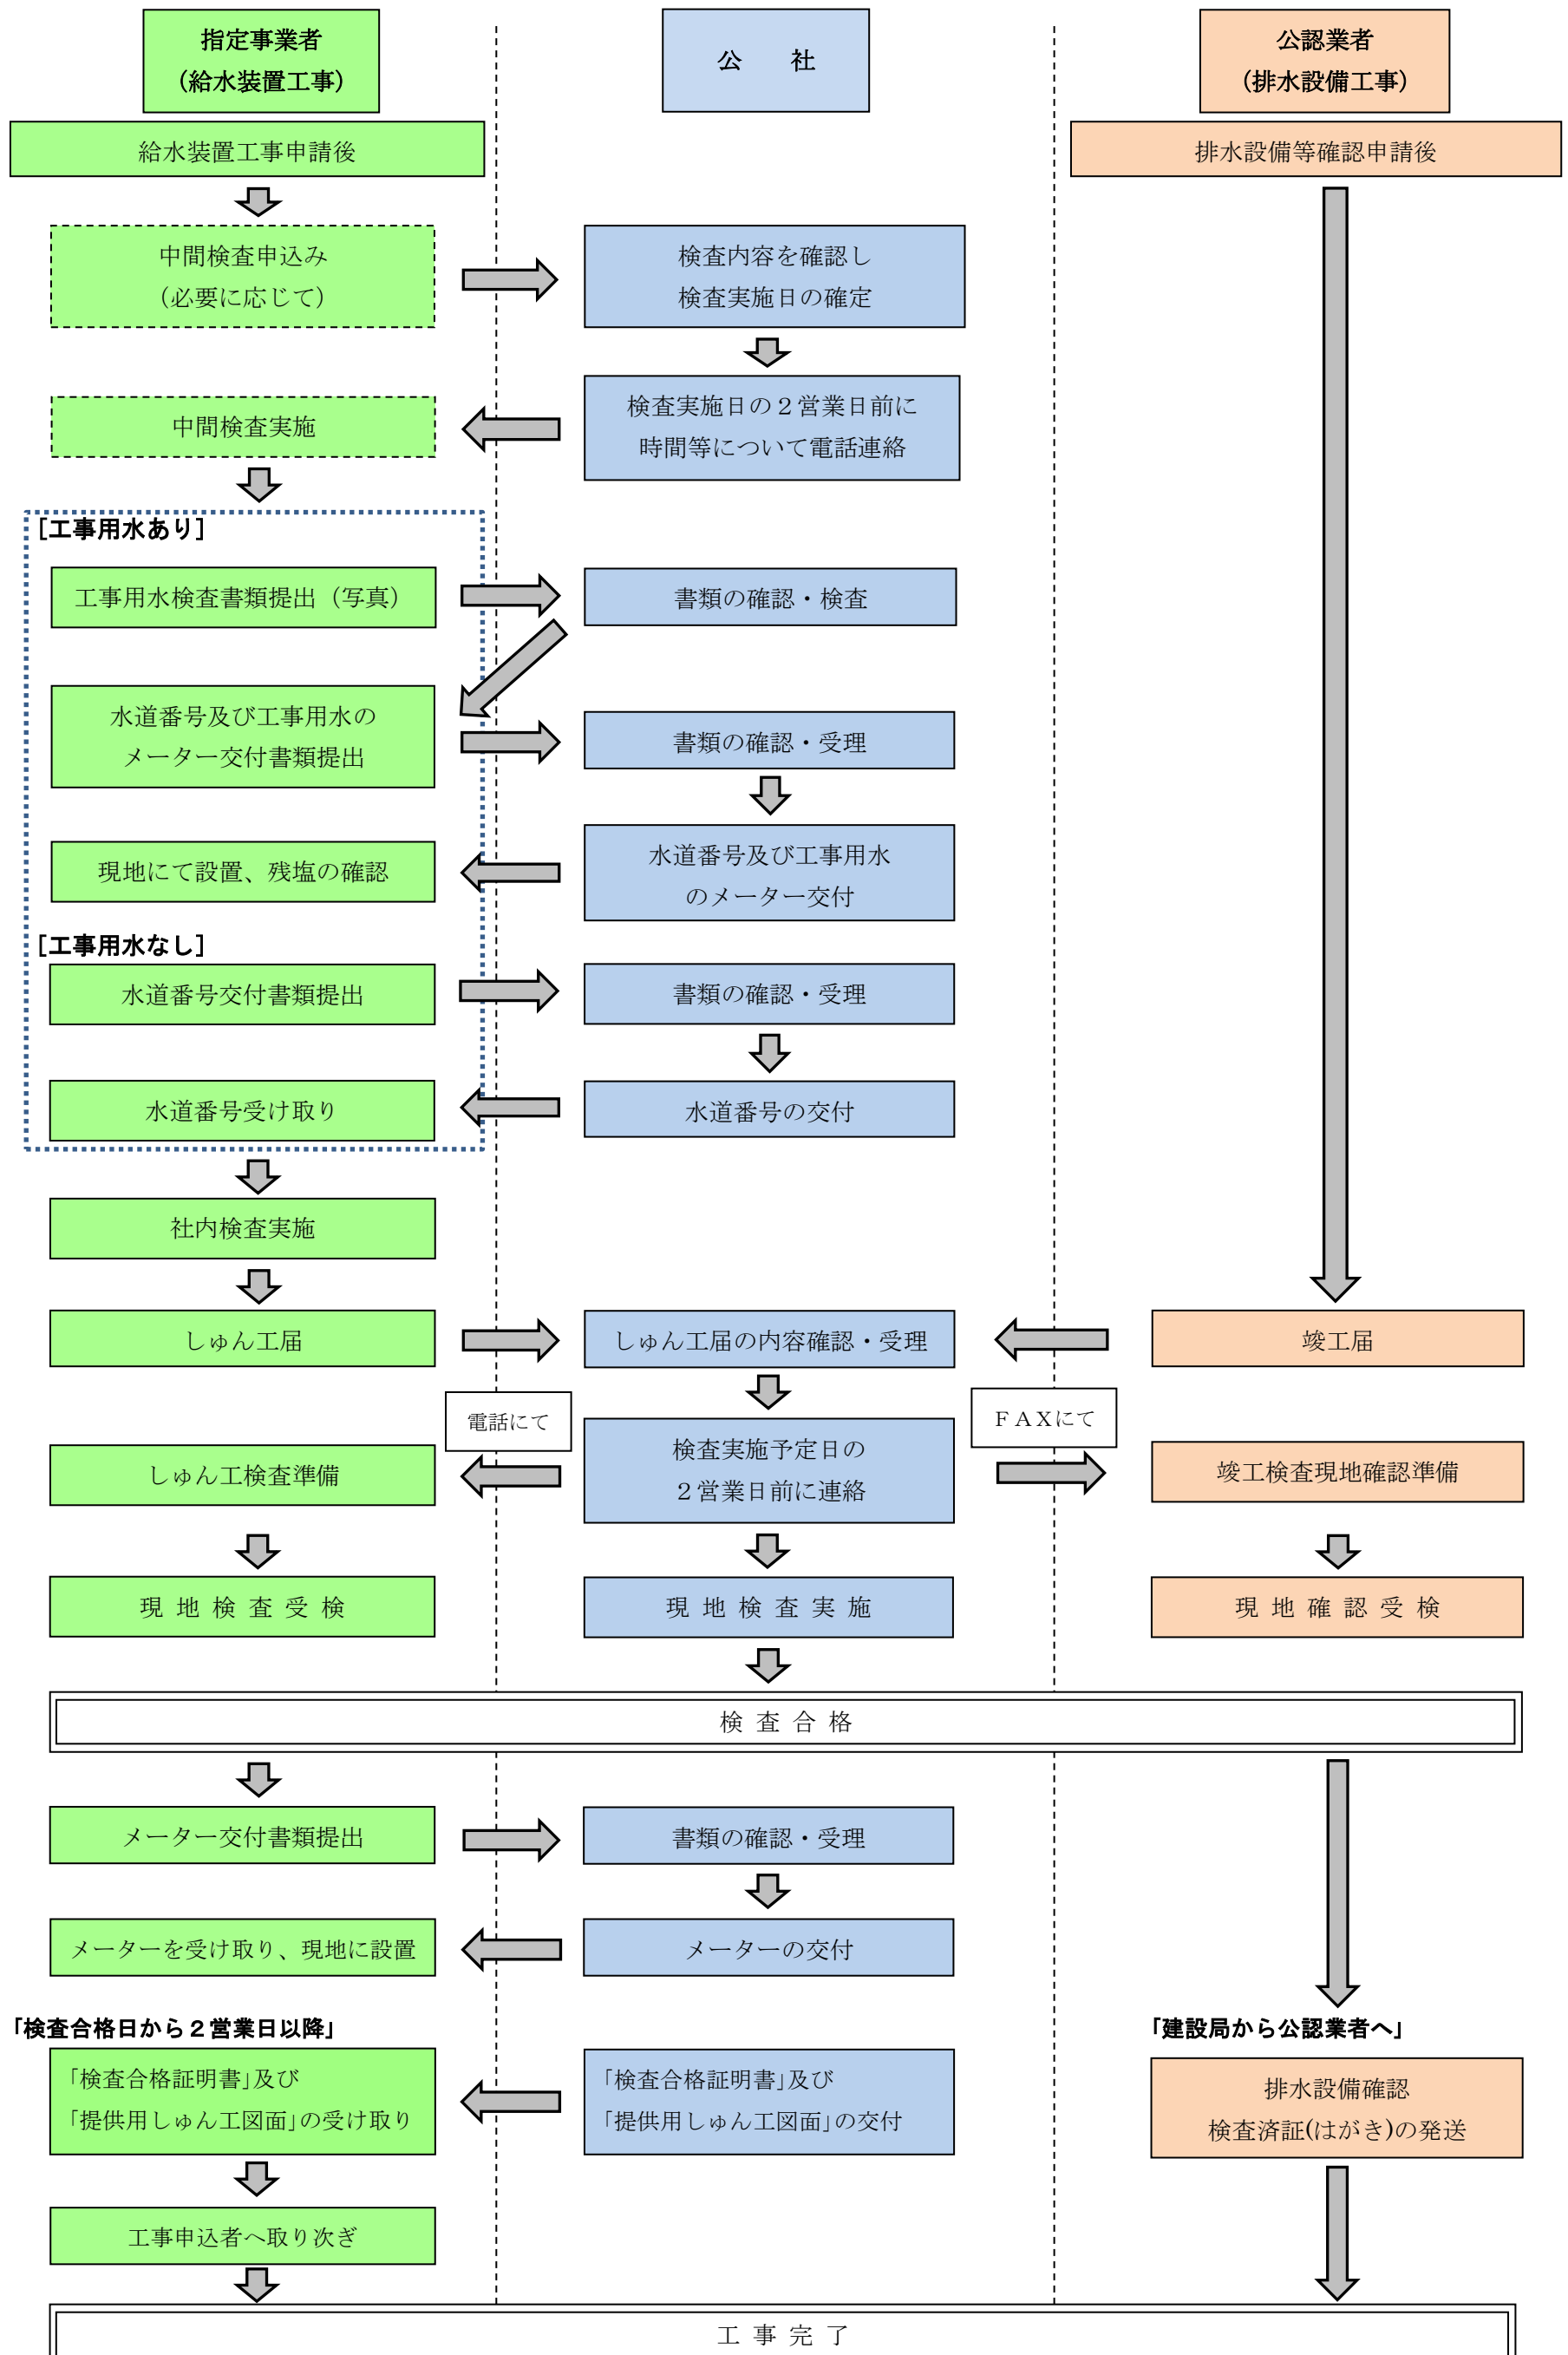 指定事業者
（給水装置工事）
公　　社
公認業者
（排水設備工事）
給水装置工事申請後
排水設備等確認申請後
中間検査申込み
（必要に応じて）
検査内容を確認し
検査実施日の確定
中間検査実施
検査実施日の２営業日前に
時間等について電話連絡
［工事用水あり］
工事用水検査書類提出（写真）
書類の確認・検査
水道番号及び工事用水の
メーター交付書類提出
書類の確認・受理
現地にて設置、残塩の確認
水道番号及び工事用水
のメーター交付
［工事用水なし］
水道番号交付書類提出
書類の確認・受理
水道番号受け取り
水道番号の交付
社内検査実施
しゅん工届
しゅん工届の内容確認・受理
竣工届
電話にて
ＦＡＸにて
しゅん工検査準備
検査実施予定日の
２営業日前に連絡
竣工検査現地確認準備
現 地 検 査 受 検
現 地 検 査 実 施
現 地 確 認 受 検
検 査 合 格
メーター交付書類提出
書類の確認・受理
メーターを受け取り、現地に設置
メーターの交付
「検査合格日から２営業日以降」
「建設局から公認業者へ」
「検査合格証明書」及び
「提供用しゅん工図面」の受け取り
「検査合格証明書」及び
「提供用しゅん工図面」の交付
排水設備確認
検査済証(はがき)の発送
工事申込者へ取り次ぎ
工 事 完 了